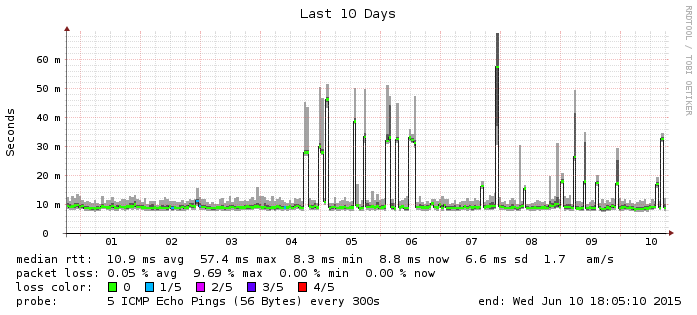 Last 10 Days
RRDTOOL / TOBI OETIKER
Seconds
60 m
50 m
40 m
30 m
20 m
10 m
0
01 02 03 04 05 06 07 08 09 10
median rtt: 10.9 ms avg 57.4 ms max 8.3 ms min 8.8 ms now 6.6 ms sd 1.7 am/s
packet loss: 0.05 % avg 9.69 % max 0.00 % min 0.00 % now
loss color: 0 1/5 2/5 3/5 4/5
probe: 5 ICMP Echo Pings (56 Bytes) every 300s end: Wed Jun 10 18:05:10 2015